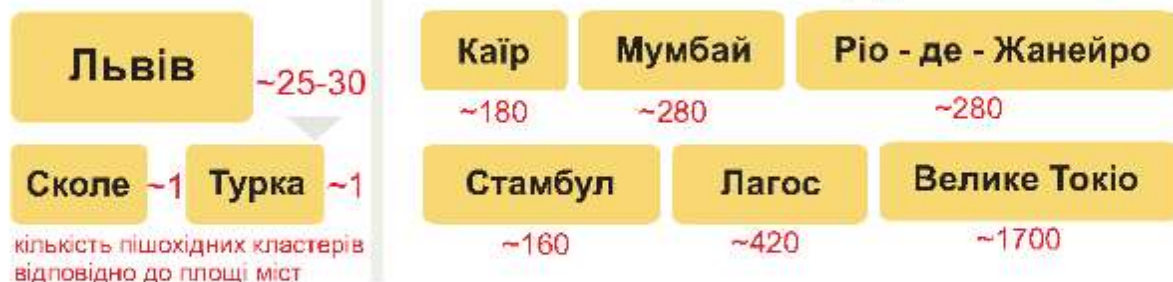 Львів ~25-30
Сколе ~1 Турка ~1
кількість пішохідних кластерів
відповідно до площі міст
Каїр Мумбай Ріо - де - Жанейро
~180 ~280 ~280
Стамбул Лагос Велике Токіо
~160 ~420 ~1700